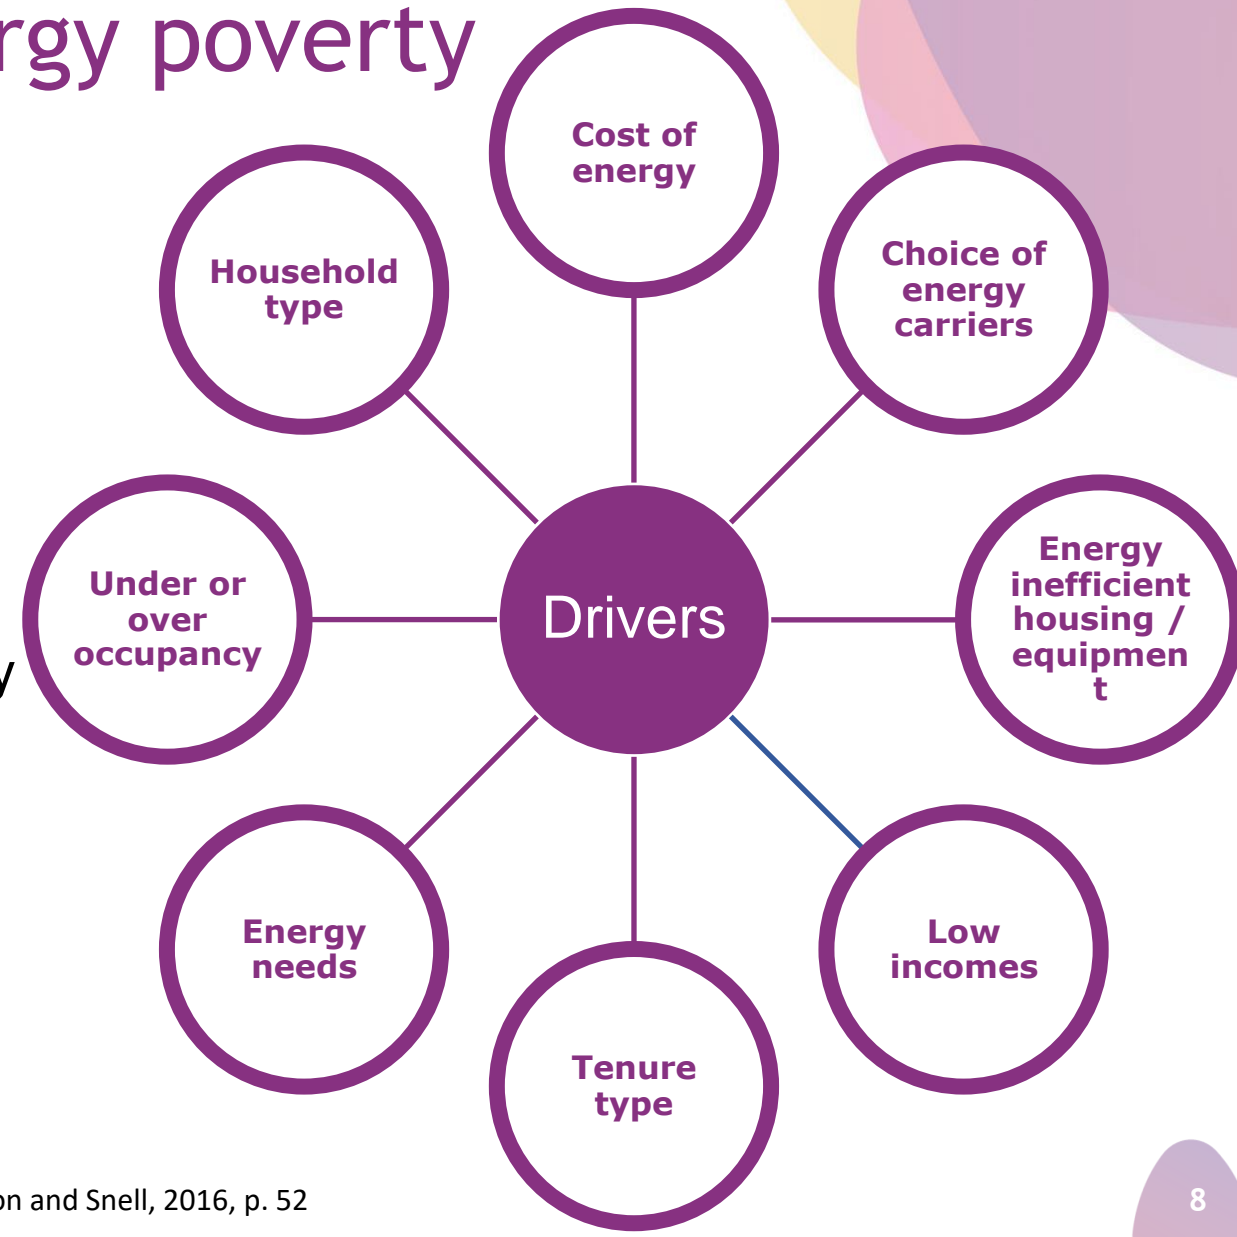 rgy poverty
Cost of
energy
Household
type
Choice of
energy
carriers
Under or
over
occupancy
y
Drivers
Energy
inefficient
housing /
equipmen
t
Energy
needs
Low
incomes
Tenure
type
on and Snell, 2016, p. 52
8